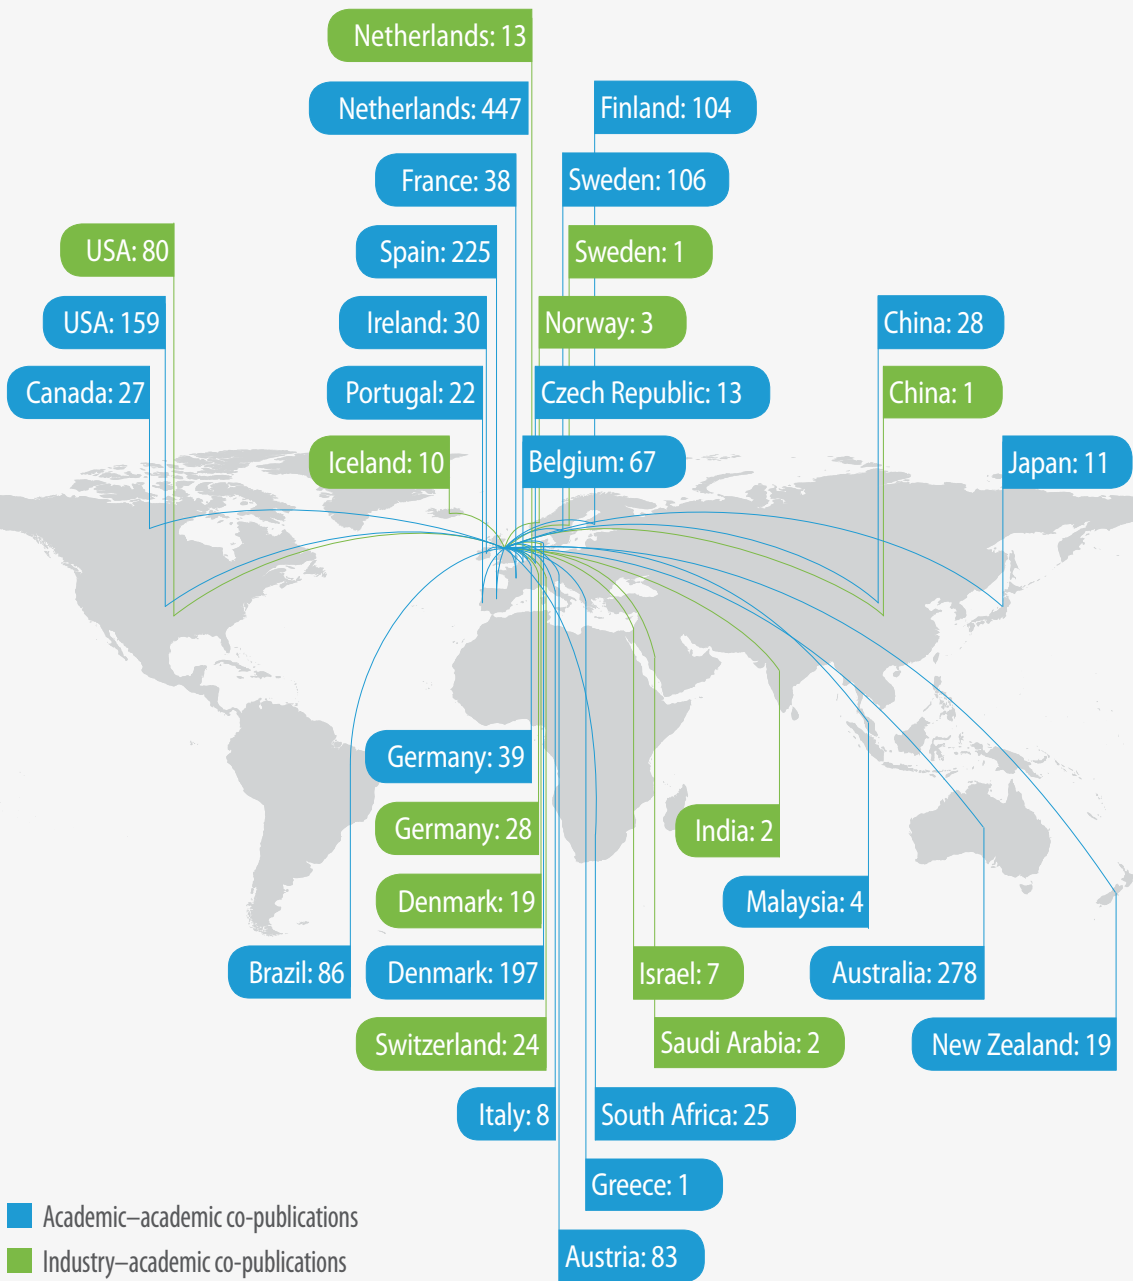 Netherlands: 13
Netherlands: 447
Finland: 104
France: 38
Sweden: 106
USA: 80
Spain: 225
Sweden: 1
USA: 159
Ireland: 30
Norway: 3
China: 28
Canada: 27
Portugal: 22
Czech Republic: 13
China: 1
Iceland: 10
Belgium: 67
Japan: 11
Germany: 39
Germany: 28
India: 2
Denmark: 19
Malaysia: 4
Brazil: 86
Denmark: 197
Israel: 7
Australia: 278
Switzerland: 24
Saudi Arabia: 2
New Zealand: 19
Italy: 8
South Africa: 25
Greece: 1
Academic–academic co-publications
Industry–academic co-publications
Austria: 83